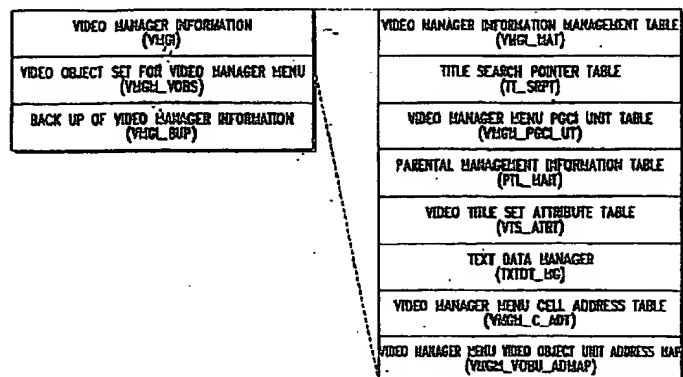 VIDEO MANAGER INFORMATION
(VMGI)
VIDEO OBJECT SET FOR VIDEO MANAGER MENU
(VMGM_VOBS)
BACK UP OF VIDEO MANAGER INFORMATION
(VMGI_BUP)
VIDEO MANAGER INFORMATION MANAGEMENT TABLE
(VMGI_MAT)
TITLE SEARCH POINTER TABLE
(TT_SRPT)
VIDEO MANAGER MENU PGCI UNIT TABLE
(VMGM_PGCI_UT)
PARENTAL MANAGEMENT INFORMATION TABLE
(PTL_MAIT)
VIDEO TITLE SET ATTRIBUTE TABLE
(VTS_ATRT)
TEXT DATA MANAGER
(TXTDT_MG)
VIDEO MANAGER MENU CELL ADDRESS TABLE
(VMGM_C_ADT)
VIDEO MANAGER MENU VIDEO OBJECT UNIT ADDRESS MAP
(VMGM_VOBU_ADMAP)